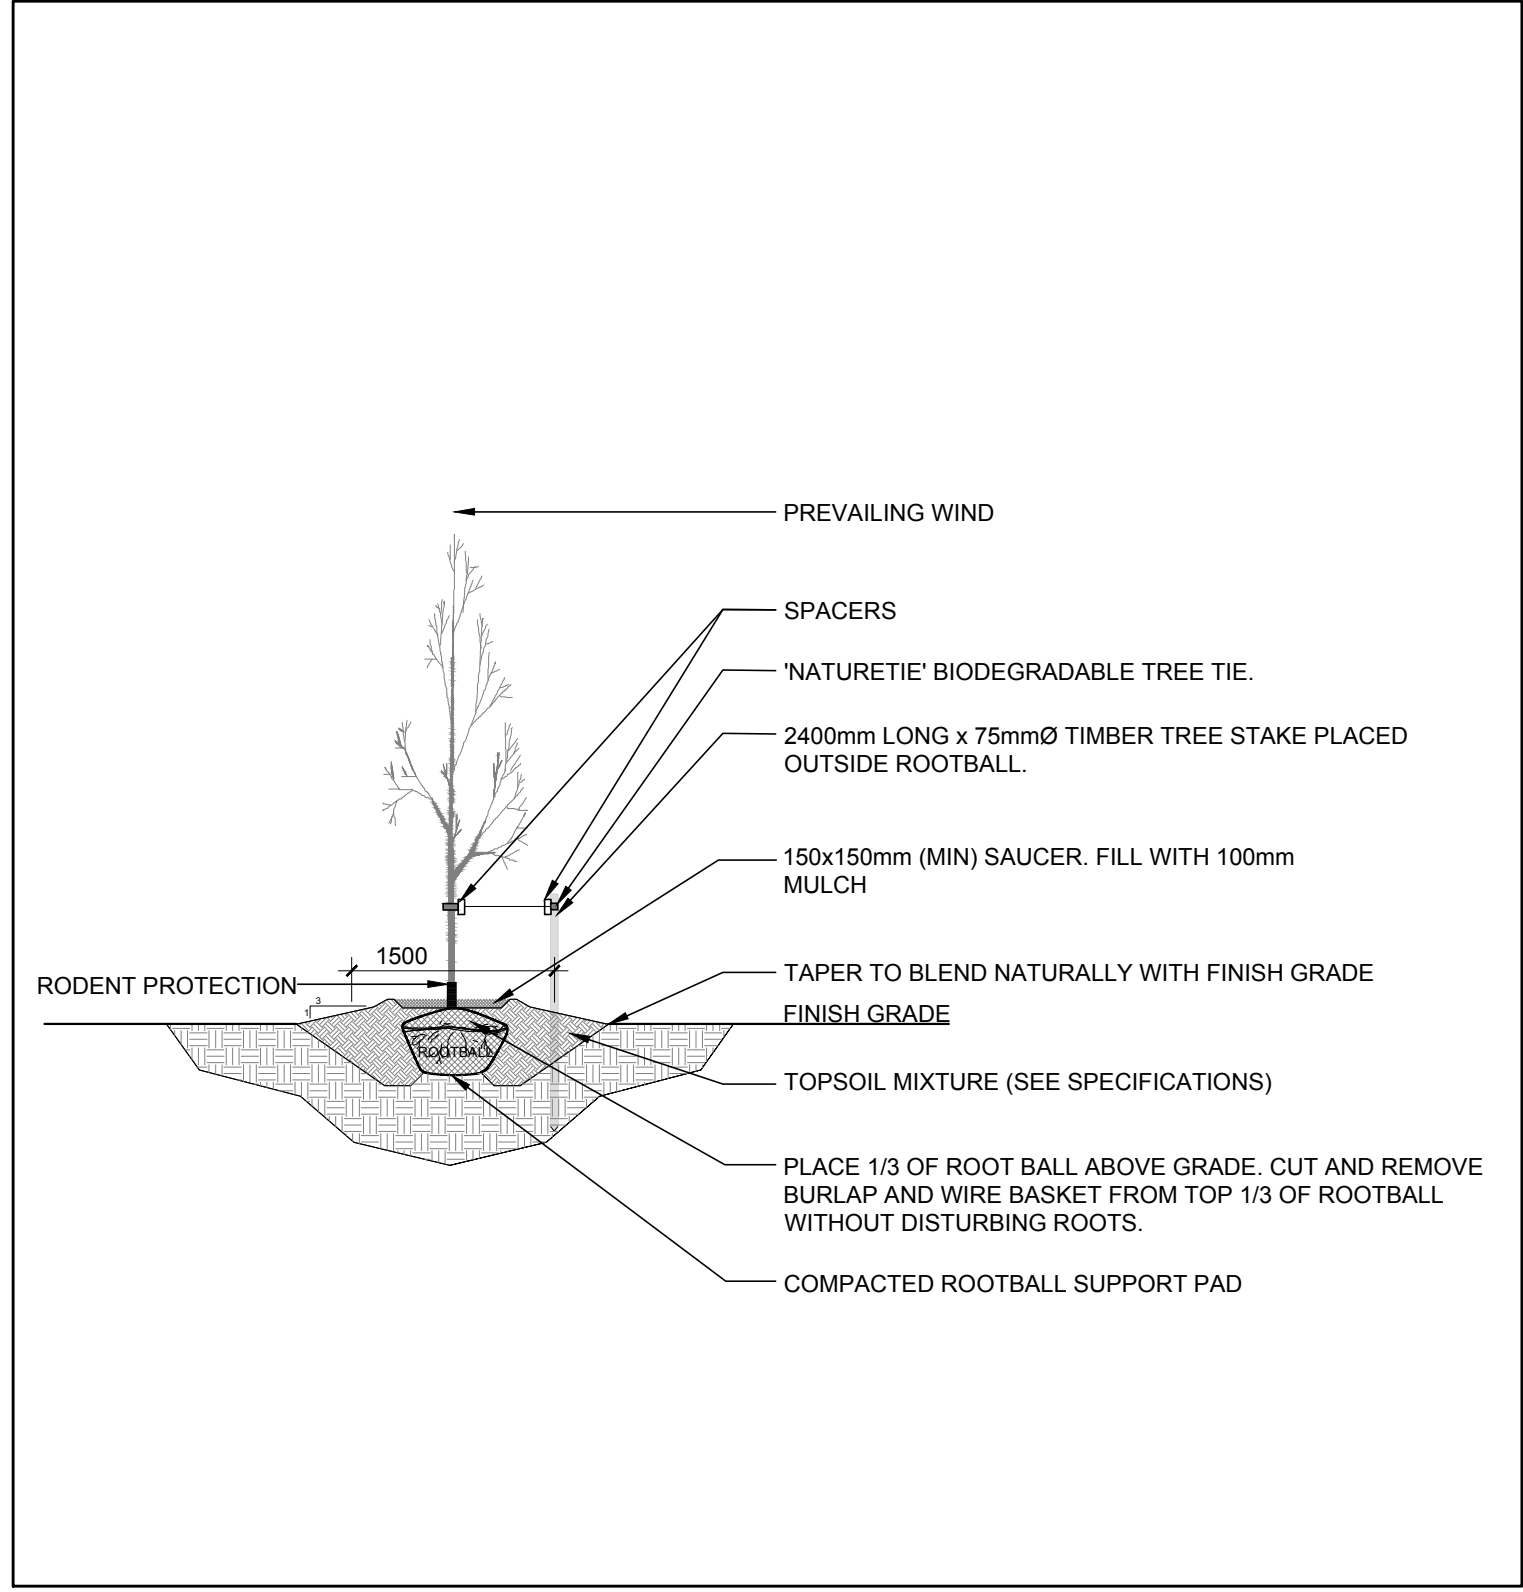 PREVAILING WIND
SPACERS
'NATURETIE' BIODEGRADABLE TREE TIE.
2400mm LONG x 75mmØ TIMBER TREE STAKE PLACED
OUTSIDE ROOTBALL.
150x150mm (MIN) SAUCER. FILL WITH 100mm
MULCH
1500
RODENT PROTECTION
TAPER TO BLEND NATURALLY WITH FINISH GRADE
3
1
FINISH GRADE
ROOTBALL
TOPSOIL MIXTURE (SEE SPECIFICATIONS)
PLACE 1/3 OF ROOT BALL ABOVE GRADE. CUT AND REMOVE
BURLAP AND WIRE BASKET FROM TOP 1/3 OF ROOTBALL
WITHOUT DISTURBING ROOTS.
COMPACTED ROOTBALL SUPPORT PAD